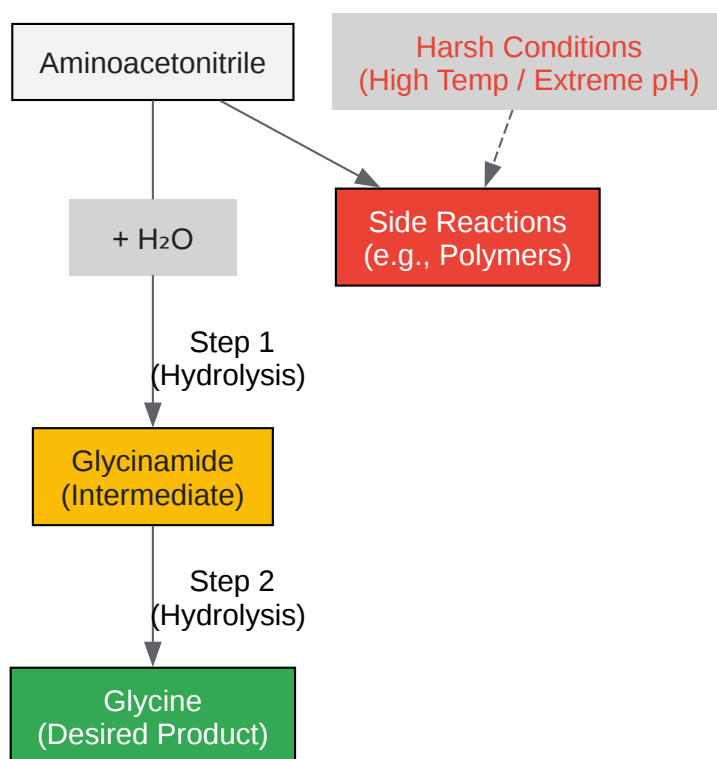 Aminoacetonitrile
Harsh Conditions
(High Temp / Extreme pH)
Side Reactions
(e.g., Polymers)
+ H₂O
Step 1
(Hydrolysis)
Glycinamide
(Intermediate)
Step 2
(Hydrolysis)
Glycine
(Desired Product)